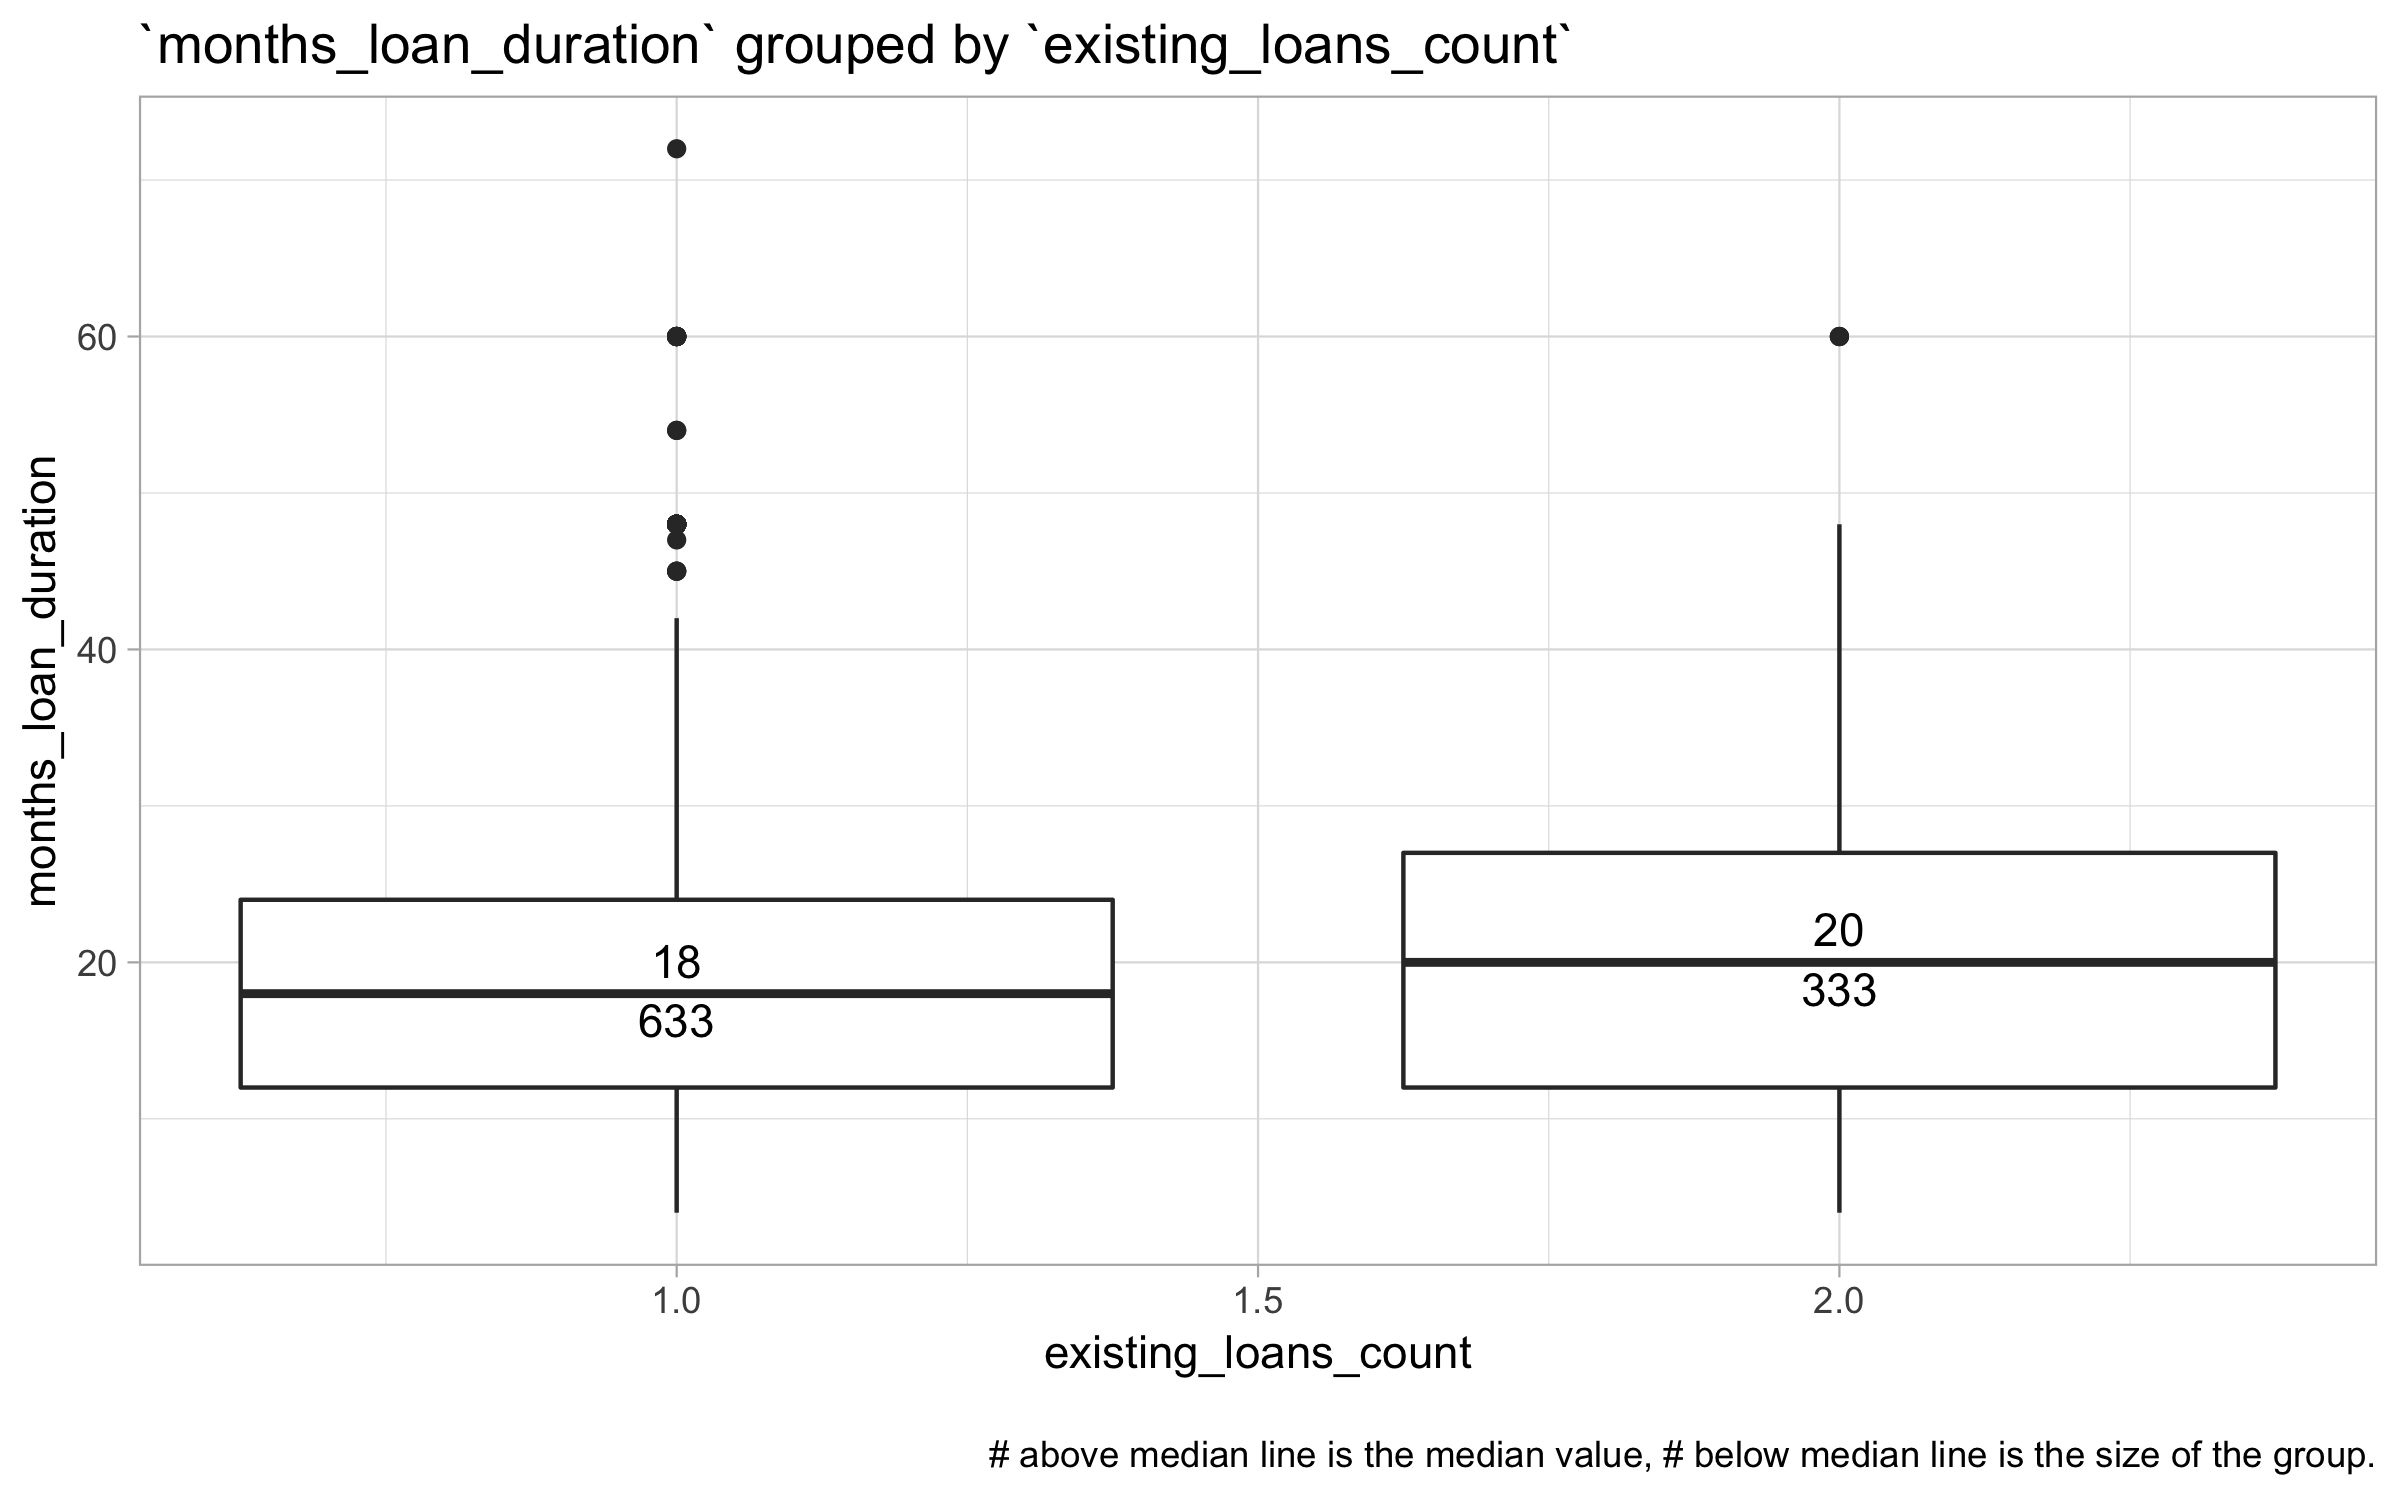 `months_loan_duration` grouped by `existing_loans_count`
months_loan_duration
60
40
20
18
633
20
333
1.0
1.5
2.0
existing_loans_count
# above median line is the median value, # below median line is the size of the group.